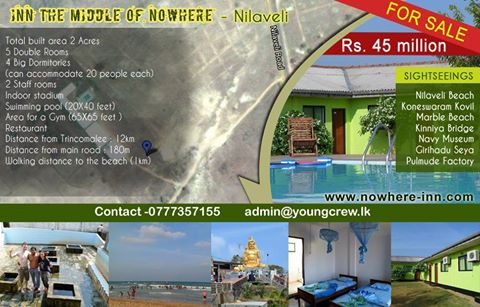 INN THE MIDDLE OF NOWHERE - Nilaveli
FOR SALE
Rs. 45 million
Total built area 2 Acres
5 Double Rooms
4 Big Dormitories
(can accommodate 20 people each)
2 Staff rooms
Indoor stadium
Swimming pool (20X40 feet)
Area for a Gym (65X65 feet )
Restaurant
Distance from Trincomalee : 12km
Distance from main road : 180m
Walking distance to the beach (1km)
Nilaveli Road
SIGHTSEEINGS
Nilaveli Beach
Koneswaram Kovil
Marble Beach
Kinniya Bridge
Navy Museum
Girihadu Seya
Pulmude Factory
www.nowhere-inn.com
Contact -0777357155 admin@youngcrew.lk